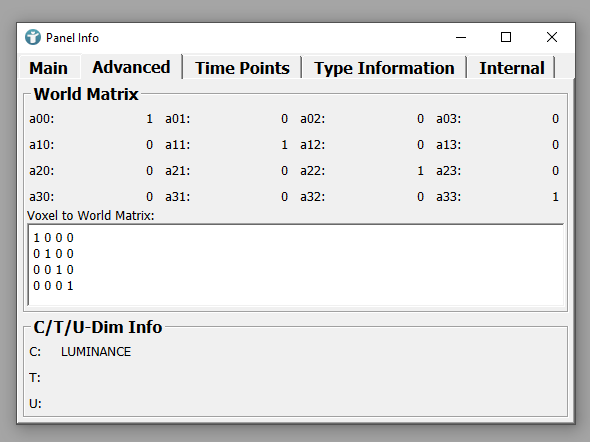 Panel Info
Main Advanced Time Points Type Information Internal
World Matrix
a00: 1 a01: 0 a02: 0 a03: 0
a10: 0 a11: 1 a12: 0 a13: 0
a20: 0 a21: 0 a22: 1 a23: 0
a30: 0 a31: 0 a32: 0 a33: 1
Voxel to World Matrix:
1 0 0 0
0 1 0 0
0 0 1 0
0 0 0 1
C/T/U-Dim Info
C: LUMINANCE
T:
U: